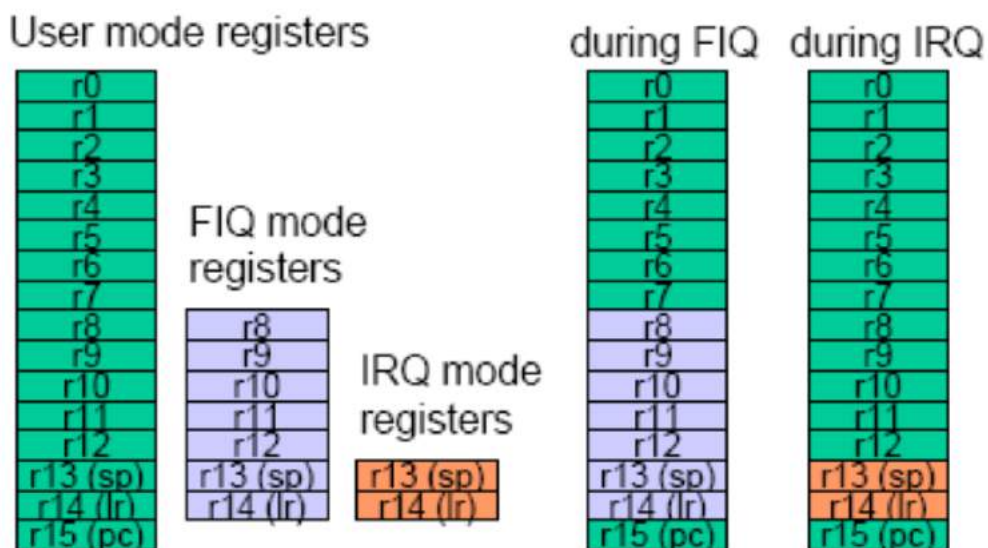 User mode registers
r0
r1
r2
r3
r4
r5
r6
r7
r8
r9
r10
r11
r12
r13 (sp)
r14 (lr)
r15 (pc)
FIQ mode
registers
r8
r9
r10
r11
r12
r13 (sp)
r14 (lr)
IRQ mode
registers
r13 (sp)
r14 (lr)
during FIQ
r0
r1
r2
r3
r4
r5
r6
r7
r8
r9
r10
r11
r12
r13 (sp)
r14 (lr)
r15 (pc)
during IRQ
r0
r1
r2
r3
r4
r5
r6
r7
r8
r9
r10
r11
r12
r13 (sp)
r14 (lr)
r15 (pc)